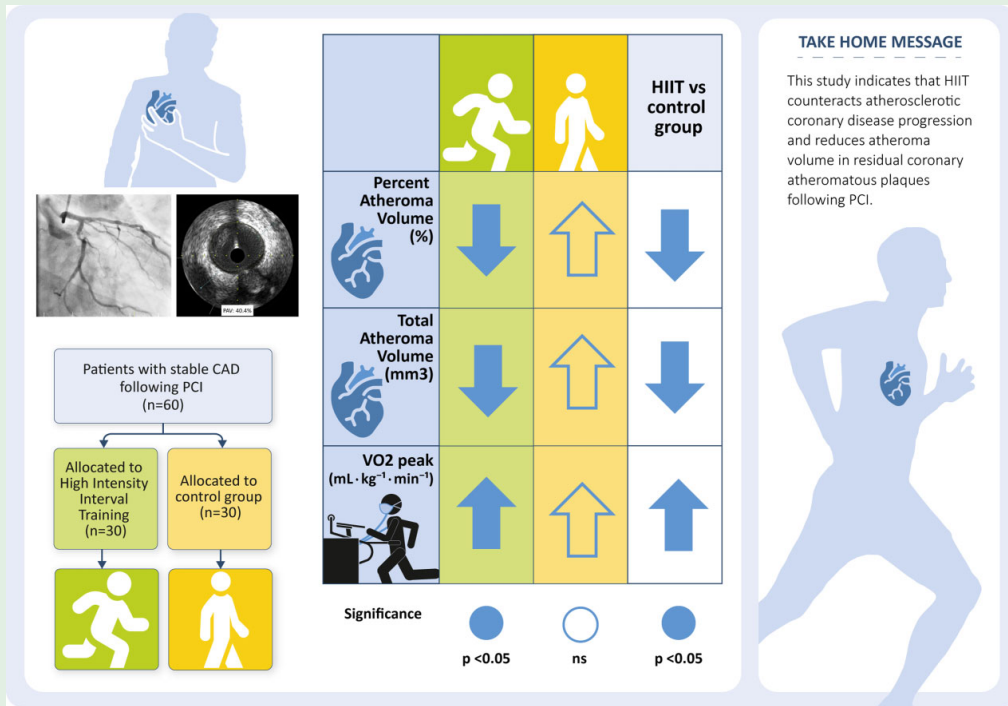 PAV: 40.4%
Patients with stable CAD
following PCI
(n=60)
Allocated to
High Intensity
Interval
Training
(n=30)
Allocated to
control group
(n=30)
HIIT vs
control
group
Percent
Atheroma
Volume
(%)
Total
Atheroma
Volume
(mm3)
VO2 peak
(mL·kg⁻¹·min⁻¹)
Significance
p <0.05
ns
p <0.05
TAKE HOME MESSAGE
This study indicates that HIIT
counteracts atherosclerotic
coronary disease progression
and reduces atheroma
volume in residual coronary
atheromatous plaques
following PCI.